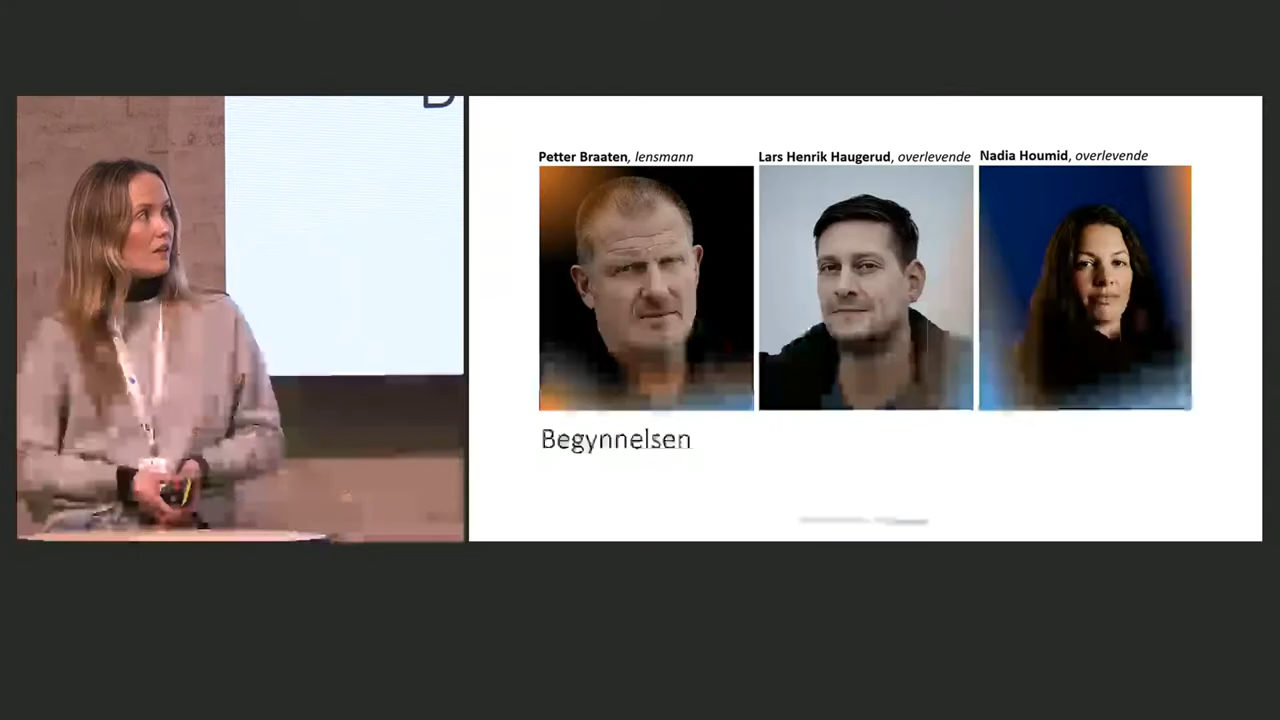 Petter Braaten, lensmann
Lars Henrik Haugerud, overlevende
Nadia Houmid, overlevende
Begynnelsen